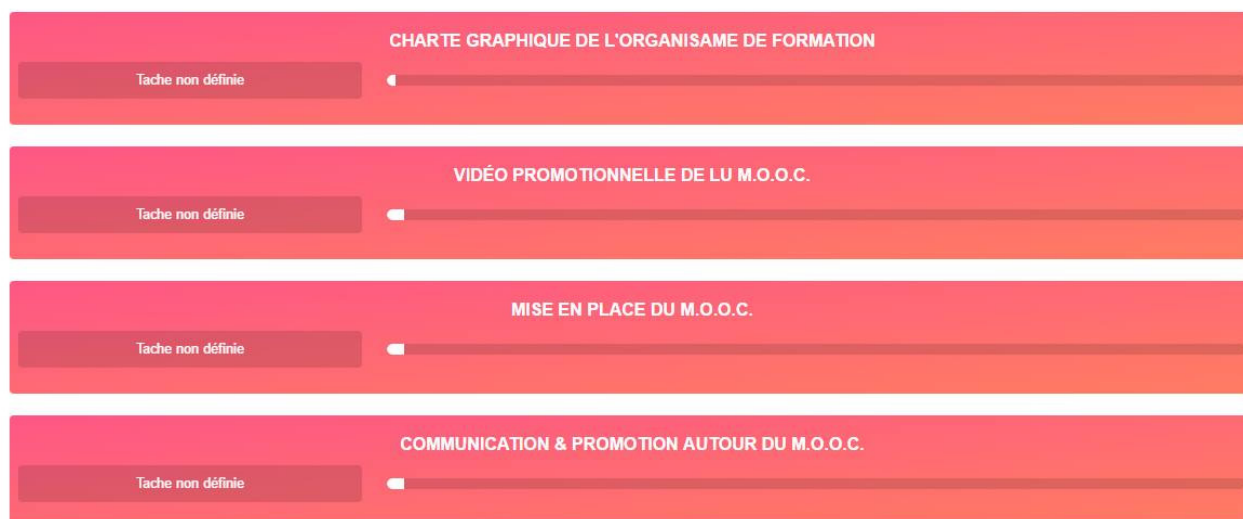 CHARTE GRAPHIQUE DE L'ORGANISAME DE FORMATION
Tache non définie
VIDÉO PROMOTIONNELLE DE LU M.O.O.C.
Tache non définie
MISE EN PLACE DU M.O.O.C.
Tache non définie
COMMUNICATION & PROMOTION AUTOUR DU M.O.O.C.
Tache non définie